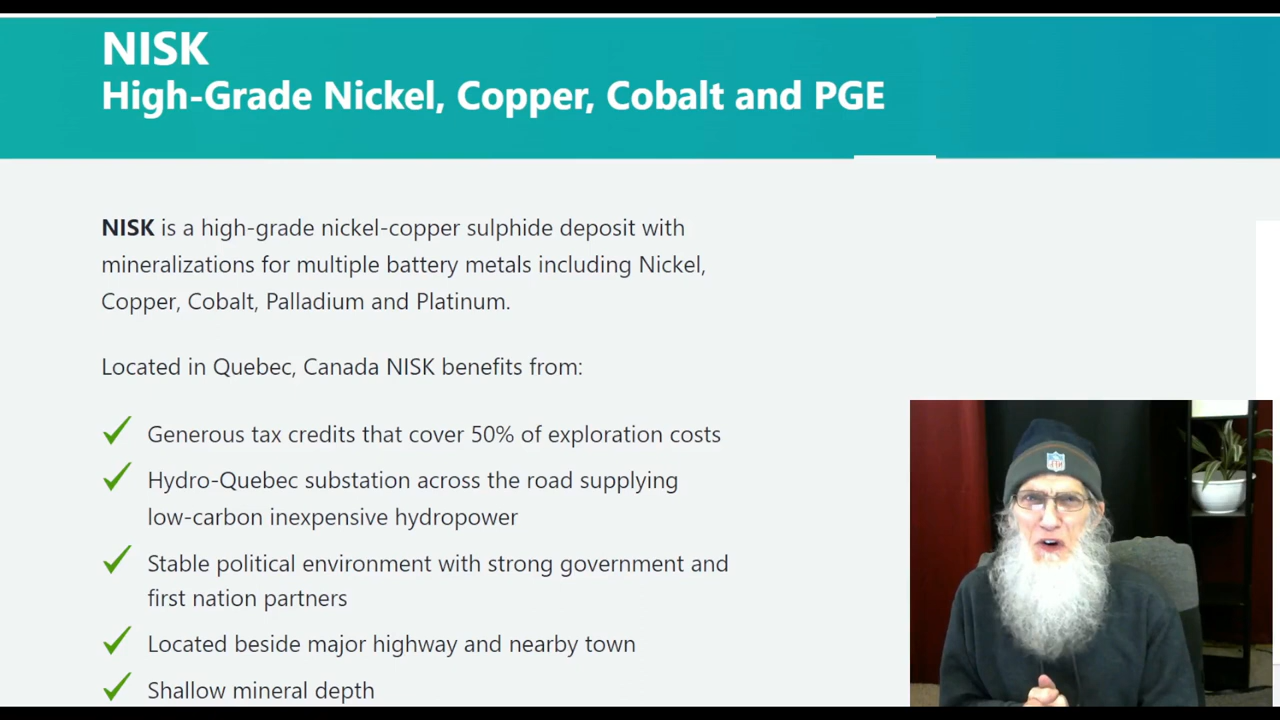 NISK
High-Grade Nickel, Copper, Cobalt and PGE
NISK is a high-grade nickel-copper sulphide deposit with
mineralizations for multiple battery metals including Nickel,
Copper, Cobalt, Palladium and Platinum.
Located in Quebec, Canada NISK benefits from:
Generous tax credits that cover 50% of exploration costs
Hydro-Quebec substation across the road supplying
low-carbon inexpensive hydropower
Stable political environment with strong government and
first nation partners
Located beside major highway and nearby town
Shallow mineral depth
NFL